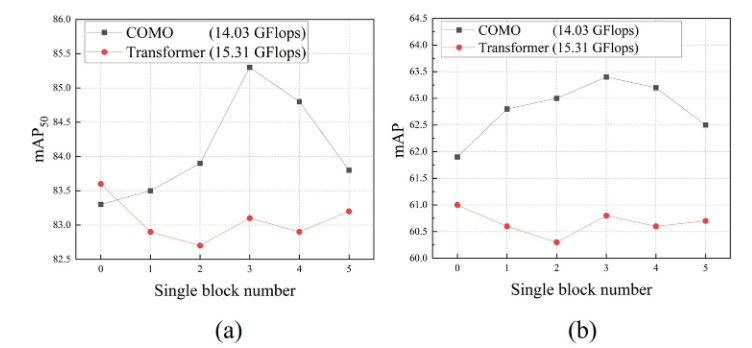 86.0
85.5
85.0
84.5
84.0
83.5
83.0
82.5
mAP50
COMO (14.03 GFlops)
Transformer (15.31 GFlops)
0 1 2 3 4 5
Single block number
(a)
64.5
64.0
63.5
63.0
62.5
62.0
61.5
61.0
60.5
60.0
mAP
COMO (14.03 GFlops)
Transformer (15.31 GFlops)
0 1 2 3 4 5
Single block number
(b)